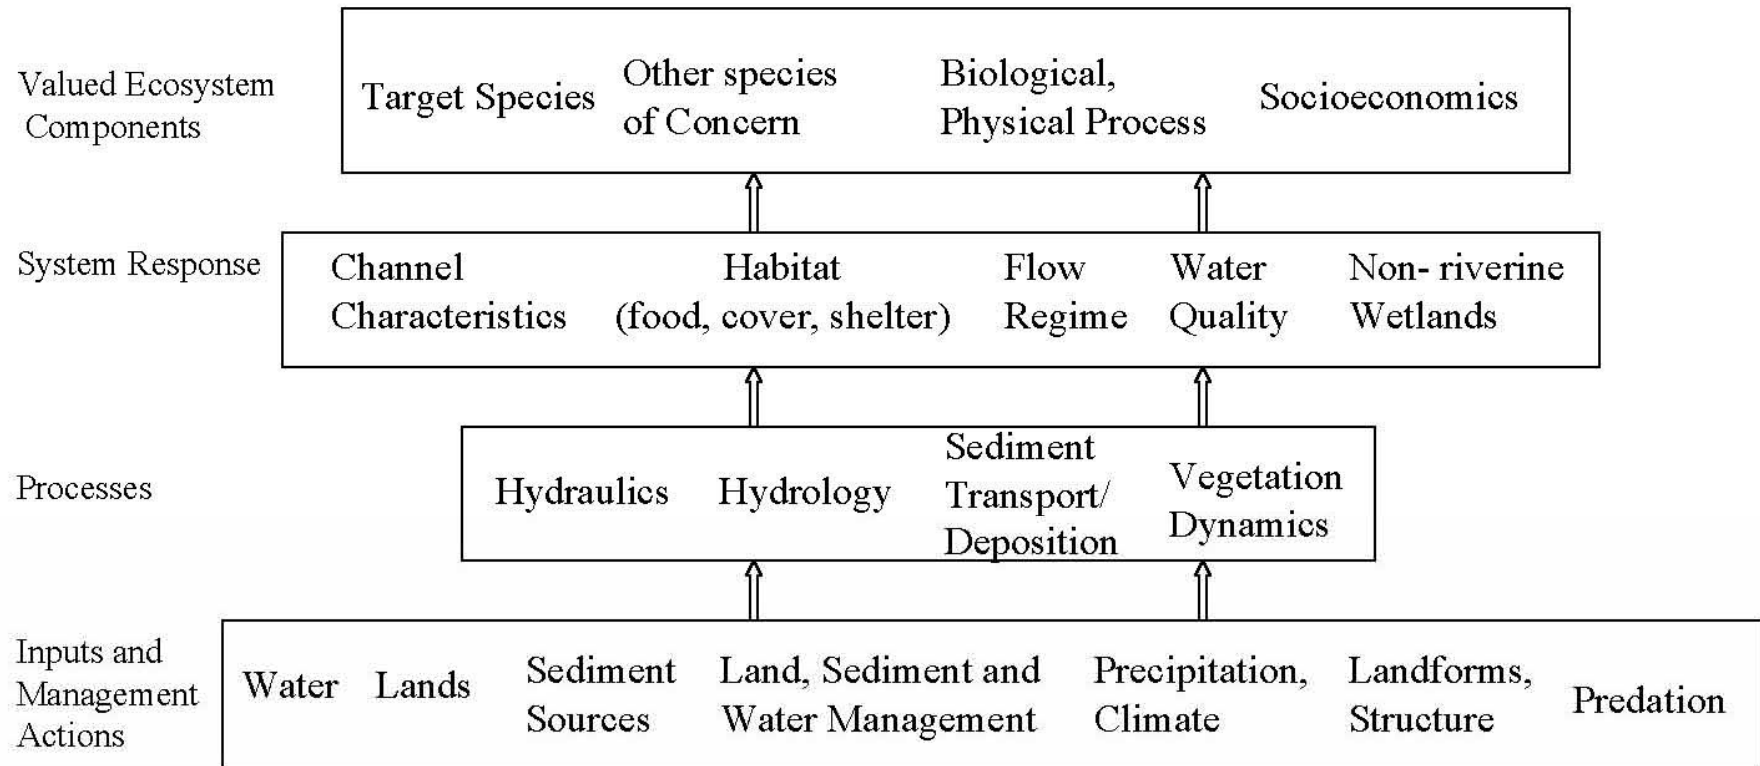 Valued Ecosystem
Components
Target Species
Other species
of Concern
Biological,
Physical Process
Socioeconomics
System Response
Channel
Characteristics
Habitat
(food, cover, shelter)
Flow
Regime
Water
Quality
Non- riverine
Wetlands
Processes
Hydraulics
Hydrology
Sediment
Transport/
Deposition
Vegetation
Dynamics
Inputs and
Management
Actions
Water
Lands
Sediment
Sources
Land, Sediment and
Water Management
Precipitation,
Climate
Landforms,
Structure
Predation